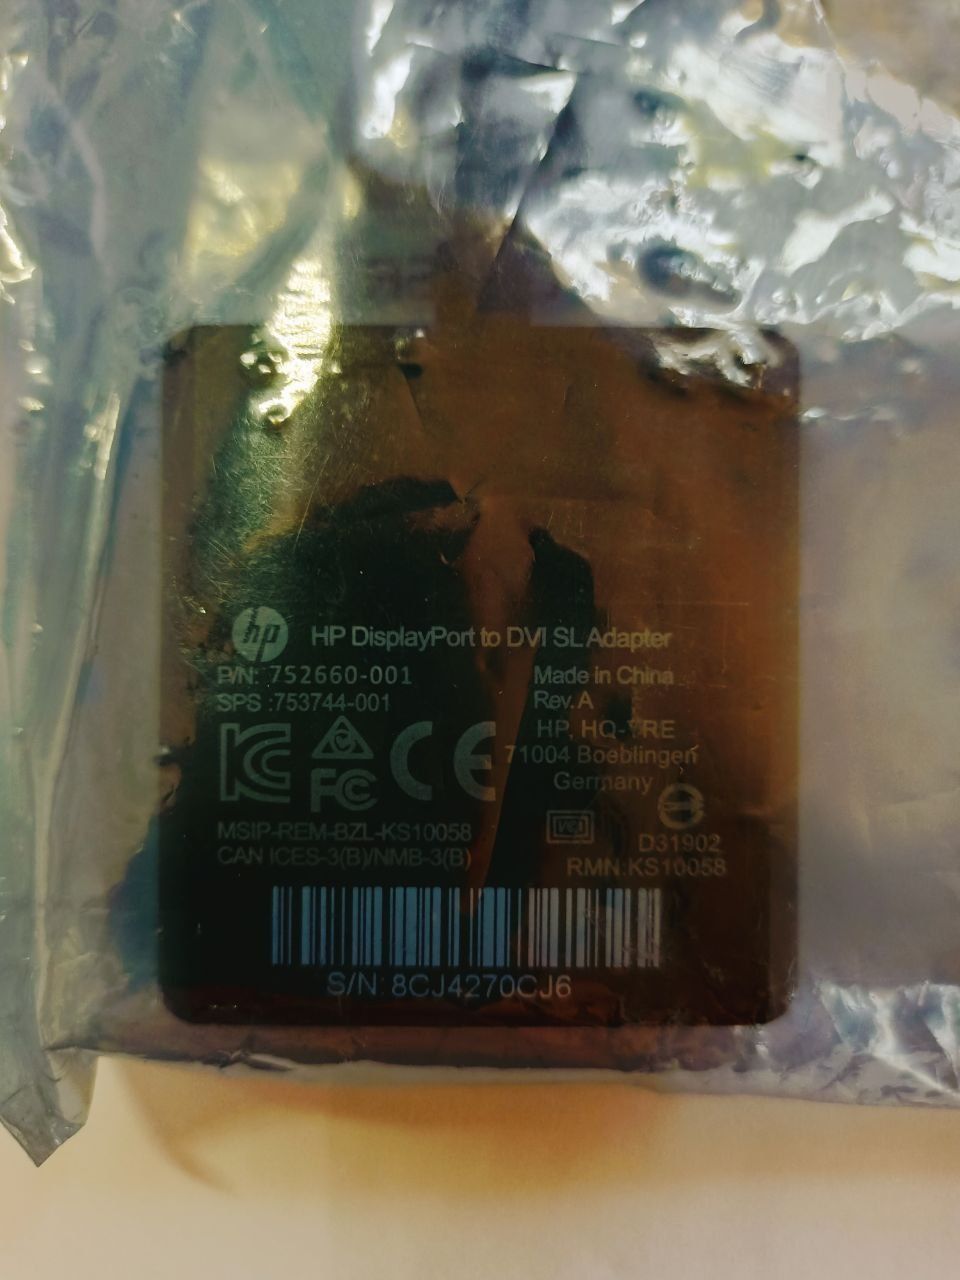 hp HP DisplayPort to DVI SL Adapter
P/N: 752660-001
SPS :753744-001
Made in China
Rev. A
HP, HQ-TRE
71004 Boeblingen
Germany
FC CE
VCI
MSIP-REM-BZL-KS10058
CAN ICES-3(B)/NMB-3(B)
D31902
RMN:KS10058
S/N: 8CJ4270CJ6